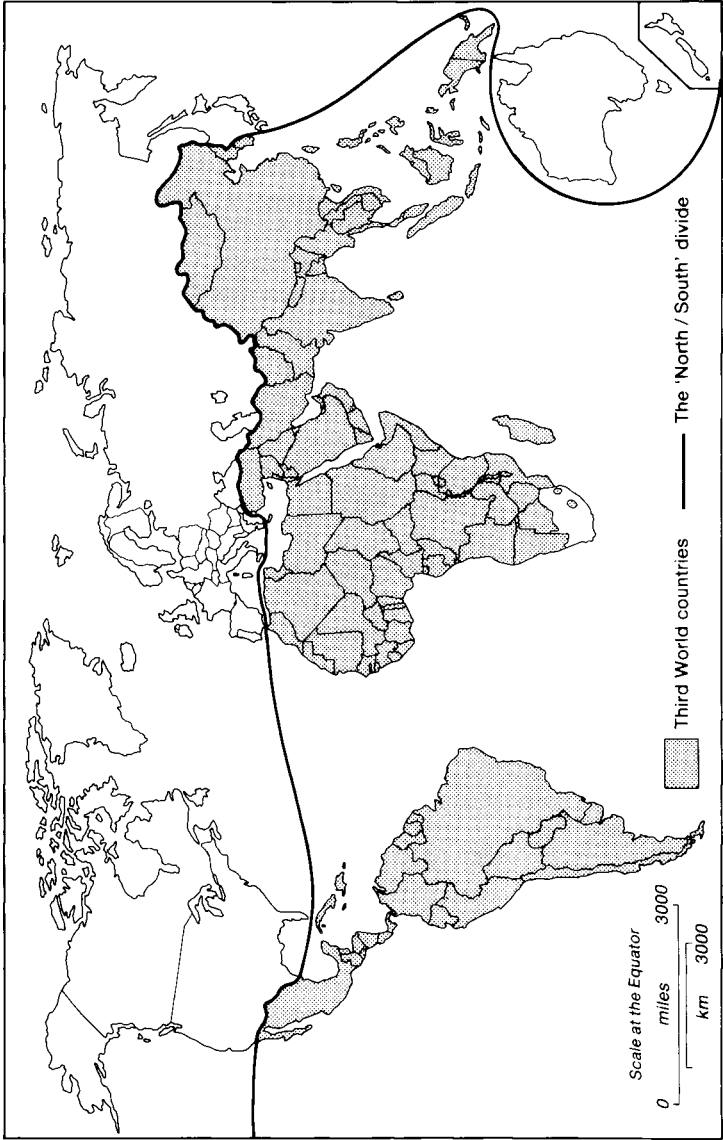 Scale at the Equator
0 miles 3000
km 3000
Third World countries
The 'North / South' divide